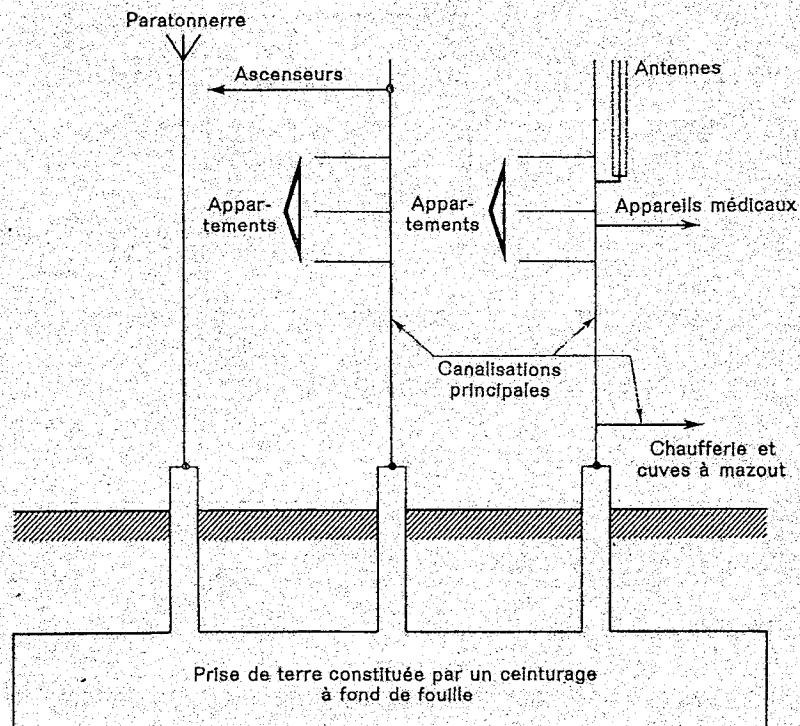 Paratonnerre
Ascenseurs
Antennes
Appar-
tements
Appar-
tements
Appareils médicaux
Canalisations
principales
Chaufferie et
cuves à mazout
Prise de terre constituée par un ceinturage
à fond de fouille